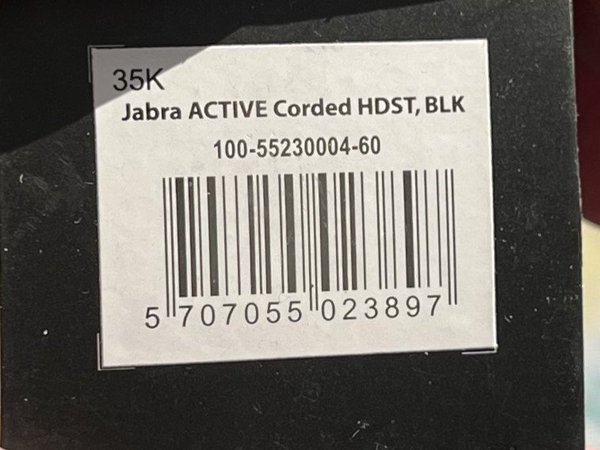 35K
Jabra ACTIVE Corded HDST, BLK
100-55230004-60
5 707055 023897